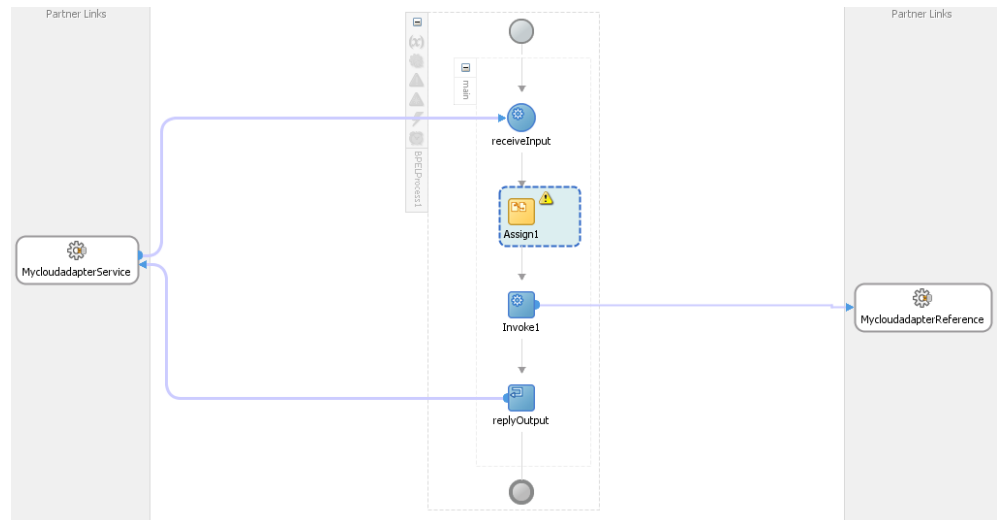 Partner Links
Partner Links
(x)
main
receiveInput
BPELProcess1
Assign1
MycloudadapterService
Invoke1
MycloudadapterReference
replyOutput